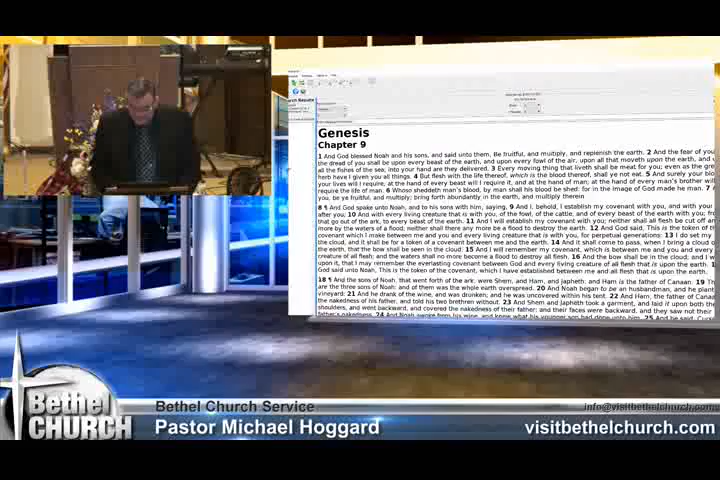 Genesis
Chapter 9
1 And God blessed Noah and his sons, and said unto them, Be fruitful, and multiply, and replenish the earth. 2 And the fear of you
the dread of you shall be upon every beast of the earth, and upon every fowl of the air, upon all that moveth upon the earth, and
all the fishes of the sea; into your hand are they delivered. 3 Every moving thing that liveth shall be meat for you; even as the gre
herb have I given you all things. 4 But flesh with the life thereof, which is the blood thereof, shall ye not eat. 5 And surely your blo
your lives will I require; at the hand of every beast will I require it, and at the hand of man; at the hand of every man's brother will
require the life of man. 6 Whoso sheddeth man's blood, by man shall his blood be shed: for in the image of God made he man. 7
you, be ye fruitful, and multiply; bring forth abundantly in the earth, and multiply therein
8 ¶ And God spake unto Noah, and to his sons with him, saying, 9 And I, behold, I establish my covenant with you, and with
after you; 10 And with every living creature that is with you, of the fowl, of the cattle, and of every beast of the earth with you;
that go out of the ark, to every beast of the earth. 11 And I will establish my covenant with you; neither shall all flesh be cut off
more by the waters of a flood; neither shall there any more be a flood to destroy the earth. 12 And God said, This is the token of
covenant which I make between me and you and every living creature that is with you, for perpetual generations: 13 I do set my
the cloud, and it shall be for a token of a covenant between me and the earth. 14 And it shall come to pass, when I bring a cloud
the earth, that the bow shall be seen in the cloud: 15 And I will remember my covenant, which is between me and you and every
creature of all flesh; and the waters shall no more become a flood to destroy all flesh. 16 And the bow shall be in the cloud; and I
upon it, that I may remember the everlasting covenant between God and every living creature of all flesh that is upon the earth.
God said unto Noah, This is the token of the covenant, which I have established between me and all flesh that is upon the earth.
18 ¶ And the sons of Noah, that went forth of the ark, were Shem, and Ham, and Japheth: and Ham is the father of Canaan. 19
are the three sons of Noah: and of them was the whole earth overspread. 20 And Noah began to be an husbandman, and he plant
vineyard: 21 And he drank of the wine, and was drunken; and he was uncovered within his tent. 22 And Ham, the father of Canaan
the nakedness of his father, and told his two brethren without. 23 And Shem and Japheth took a garment, and laid it upon both the
shoulders, and went backward, and covered the nakedness of their father; and their faces were backward, and they saw not their
father's nakedness. 24 And Noah awoke from his wine, and knew what his younger son had done unto him. 25 And he said,
Bethel
CHURCH
Bethel Church Service
info@visitbethelchurch.com
Pastor Michael Hoggard
visitbethelchurch.com